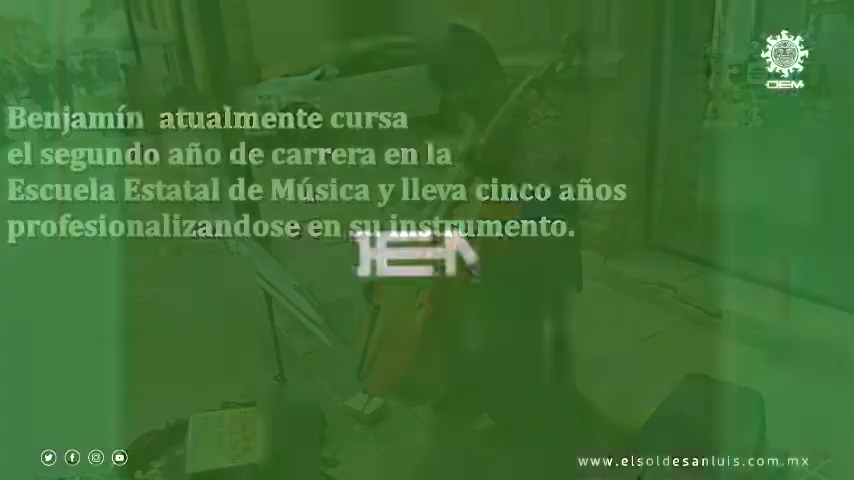 Benjamín atualmente cursa
el segundo año de carrera en la
Escuela Estatal de Música y lleva cinco años
profesionalizandose en su instrumento.
OEM
www.elsoldesanluis.com.mx